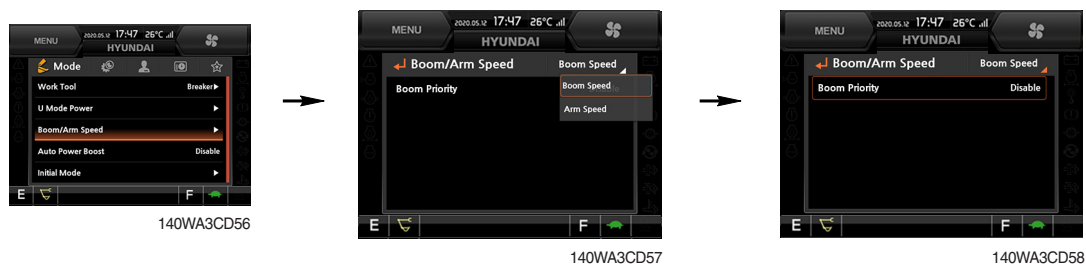 MENU
2020.05.12 17:47 26°C
HYUNDAI
Mode
Work Tool Breaker▶
U Mode Power ▶
Boom/Arm Speed ▶
Auto Power Boost Disable
Initial Mode ▶
E F
140WA3CD56
MENU
2020.05.12 17:47 26°C
HYUNDAI
Boom/Arm Speed Boom Speed
Boom Priority
Boom Speed
Arm Speed
E F
140WA3CD57
MENU
2020.05.12 17:47 26°C
HYUNDAI
Boom/Arm Speed Boom Speed
Boom Priority Disable
E F
140WA3CD58